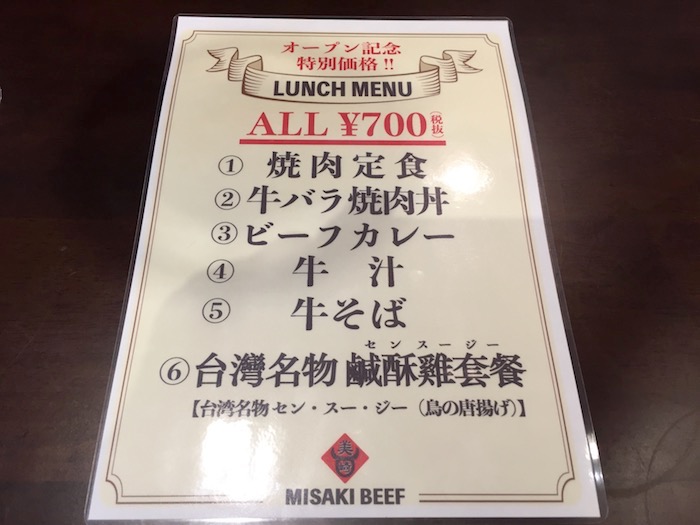 オープン記念
特別価格!!
LUNCH MENU
ALL ¥700(税抜)
① 焼肉定食
② 牛バラ焼肉丼
③ ビーフカレー
④ 牛汁
⑤ 牛そば
センスージー
⑥ 台灣名物 鹹酥雞套餐
【台湾名物 セン・スー・ジー（鳥の唐揚げ）】
美
MISAKI BEEF